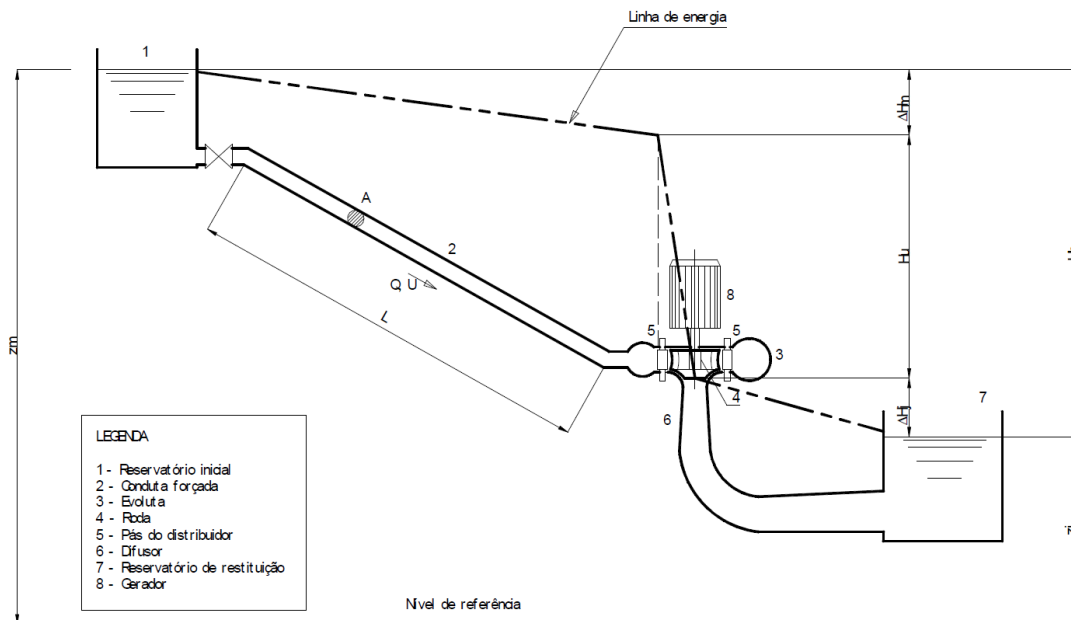 Linha de energia
1
ΔHm
A
2
Hu
Q, U
8
L
5
5
3
zm
4
7
6
ΔHj
LEGENDA
1 - Reservatório inicial
2 - Conduta forçada
3 - Evoluta
4 - Roda
5 - Pás do distribuidor
6 - Difusor
7 - Reservatório de restituição
8 - Gerador
Nível de referência